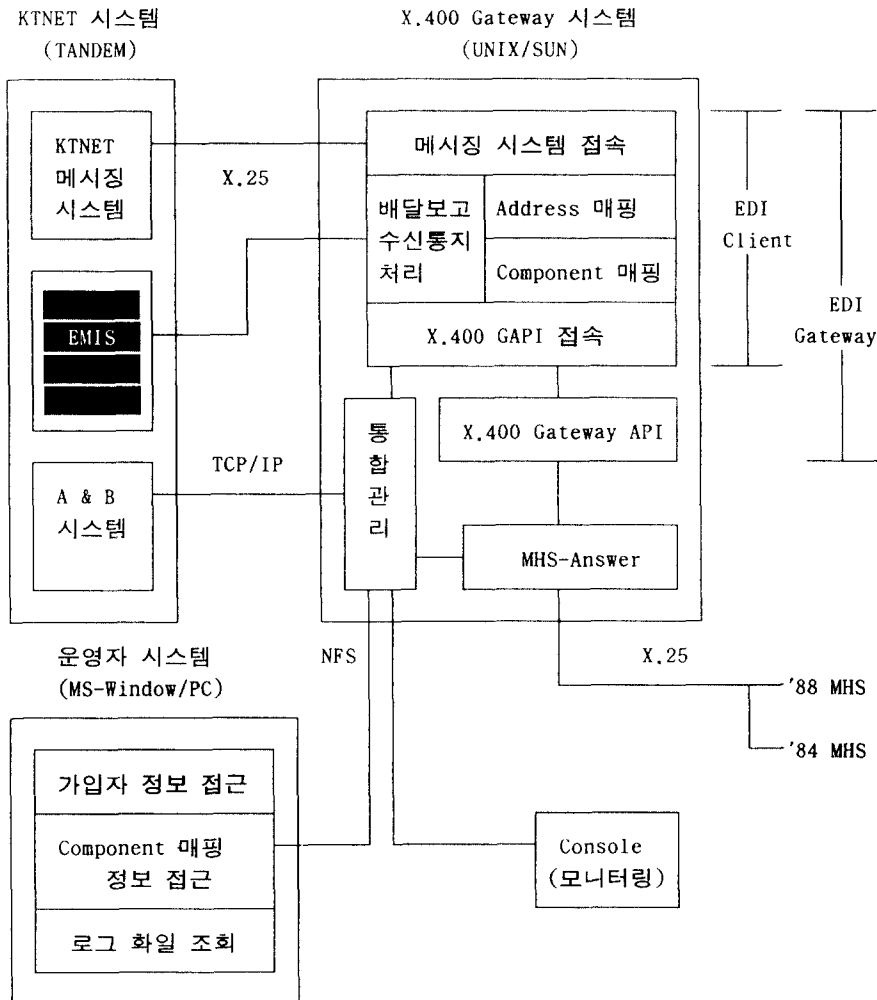 KTNET 시스템
(TANDEM)
X.400 Gateway 시스템
(UNIX/SUN)
KTNET
메시징
시스템
X.25
메시징 시스템 접속
배달보고
수신통지
처리
Address 매핑
Component 매핑
X.400 GAPI 접속
EDI
Client
EDI
Gateway
EMIS
통
합
관
리
X.400 Gateway API
A & B
시스템
TCP/IP
MHS-Answer
운영자 시스템
(MS-Window/PC)
NFS
X.25
'88 MHS
'84 MHS
가입자 정보 접근
Component 매핑
정보 접근
로그 화일 조회
Console
(모니터링)